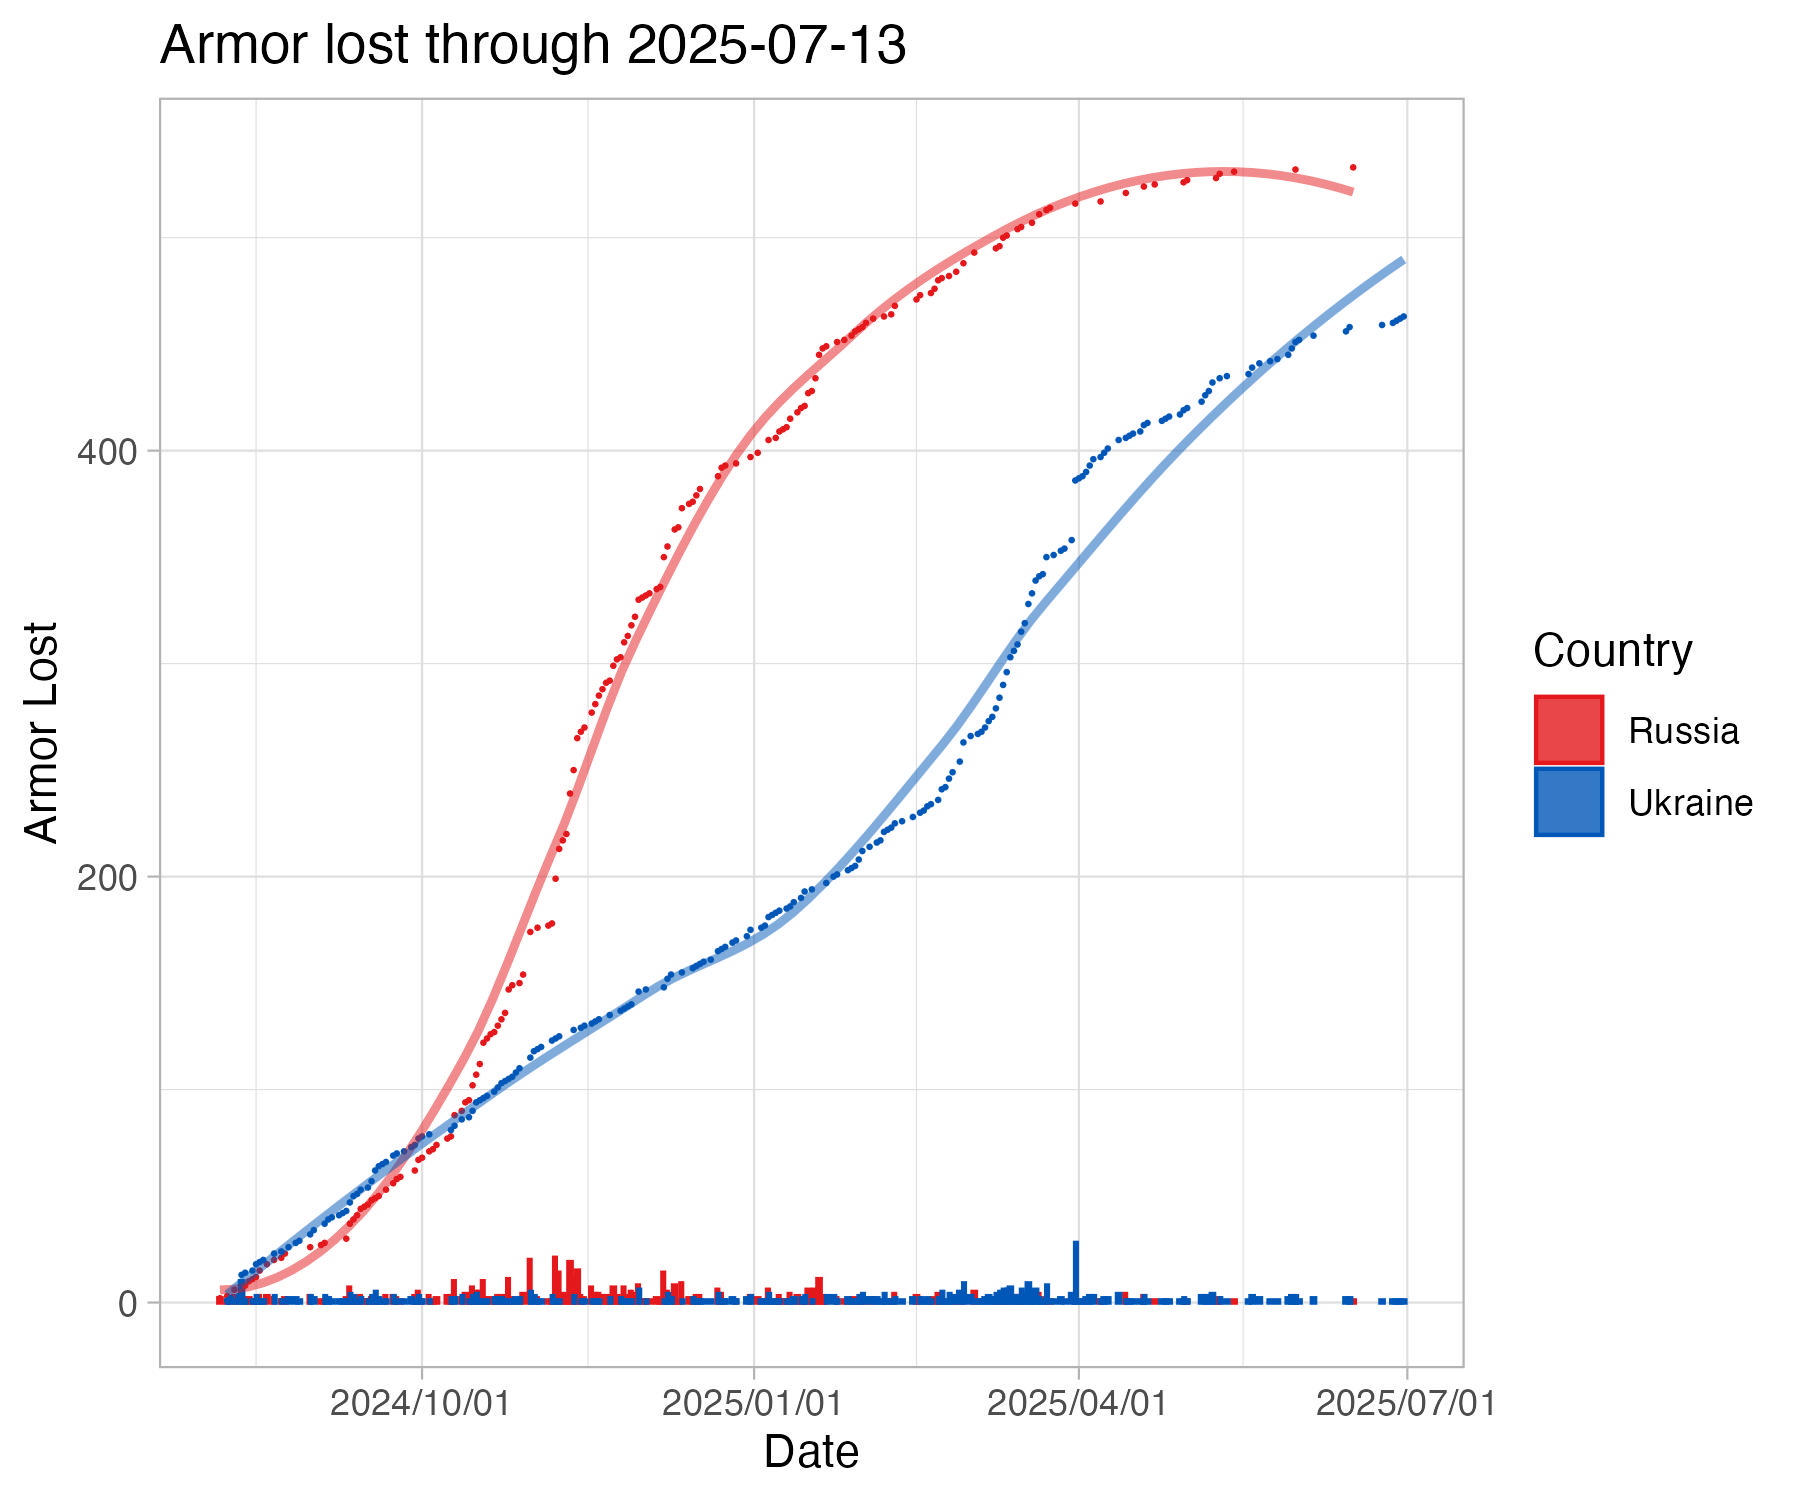 Armor lost through 2025-07-13
Armor Lost
400
200
0
2024/10/01
2025/01/01
2025/04/01
2025/07/01
Date
Country
Russia
Ukraine